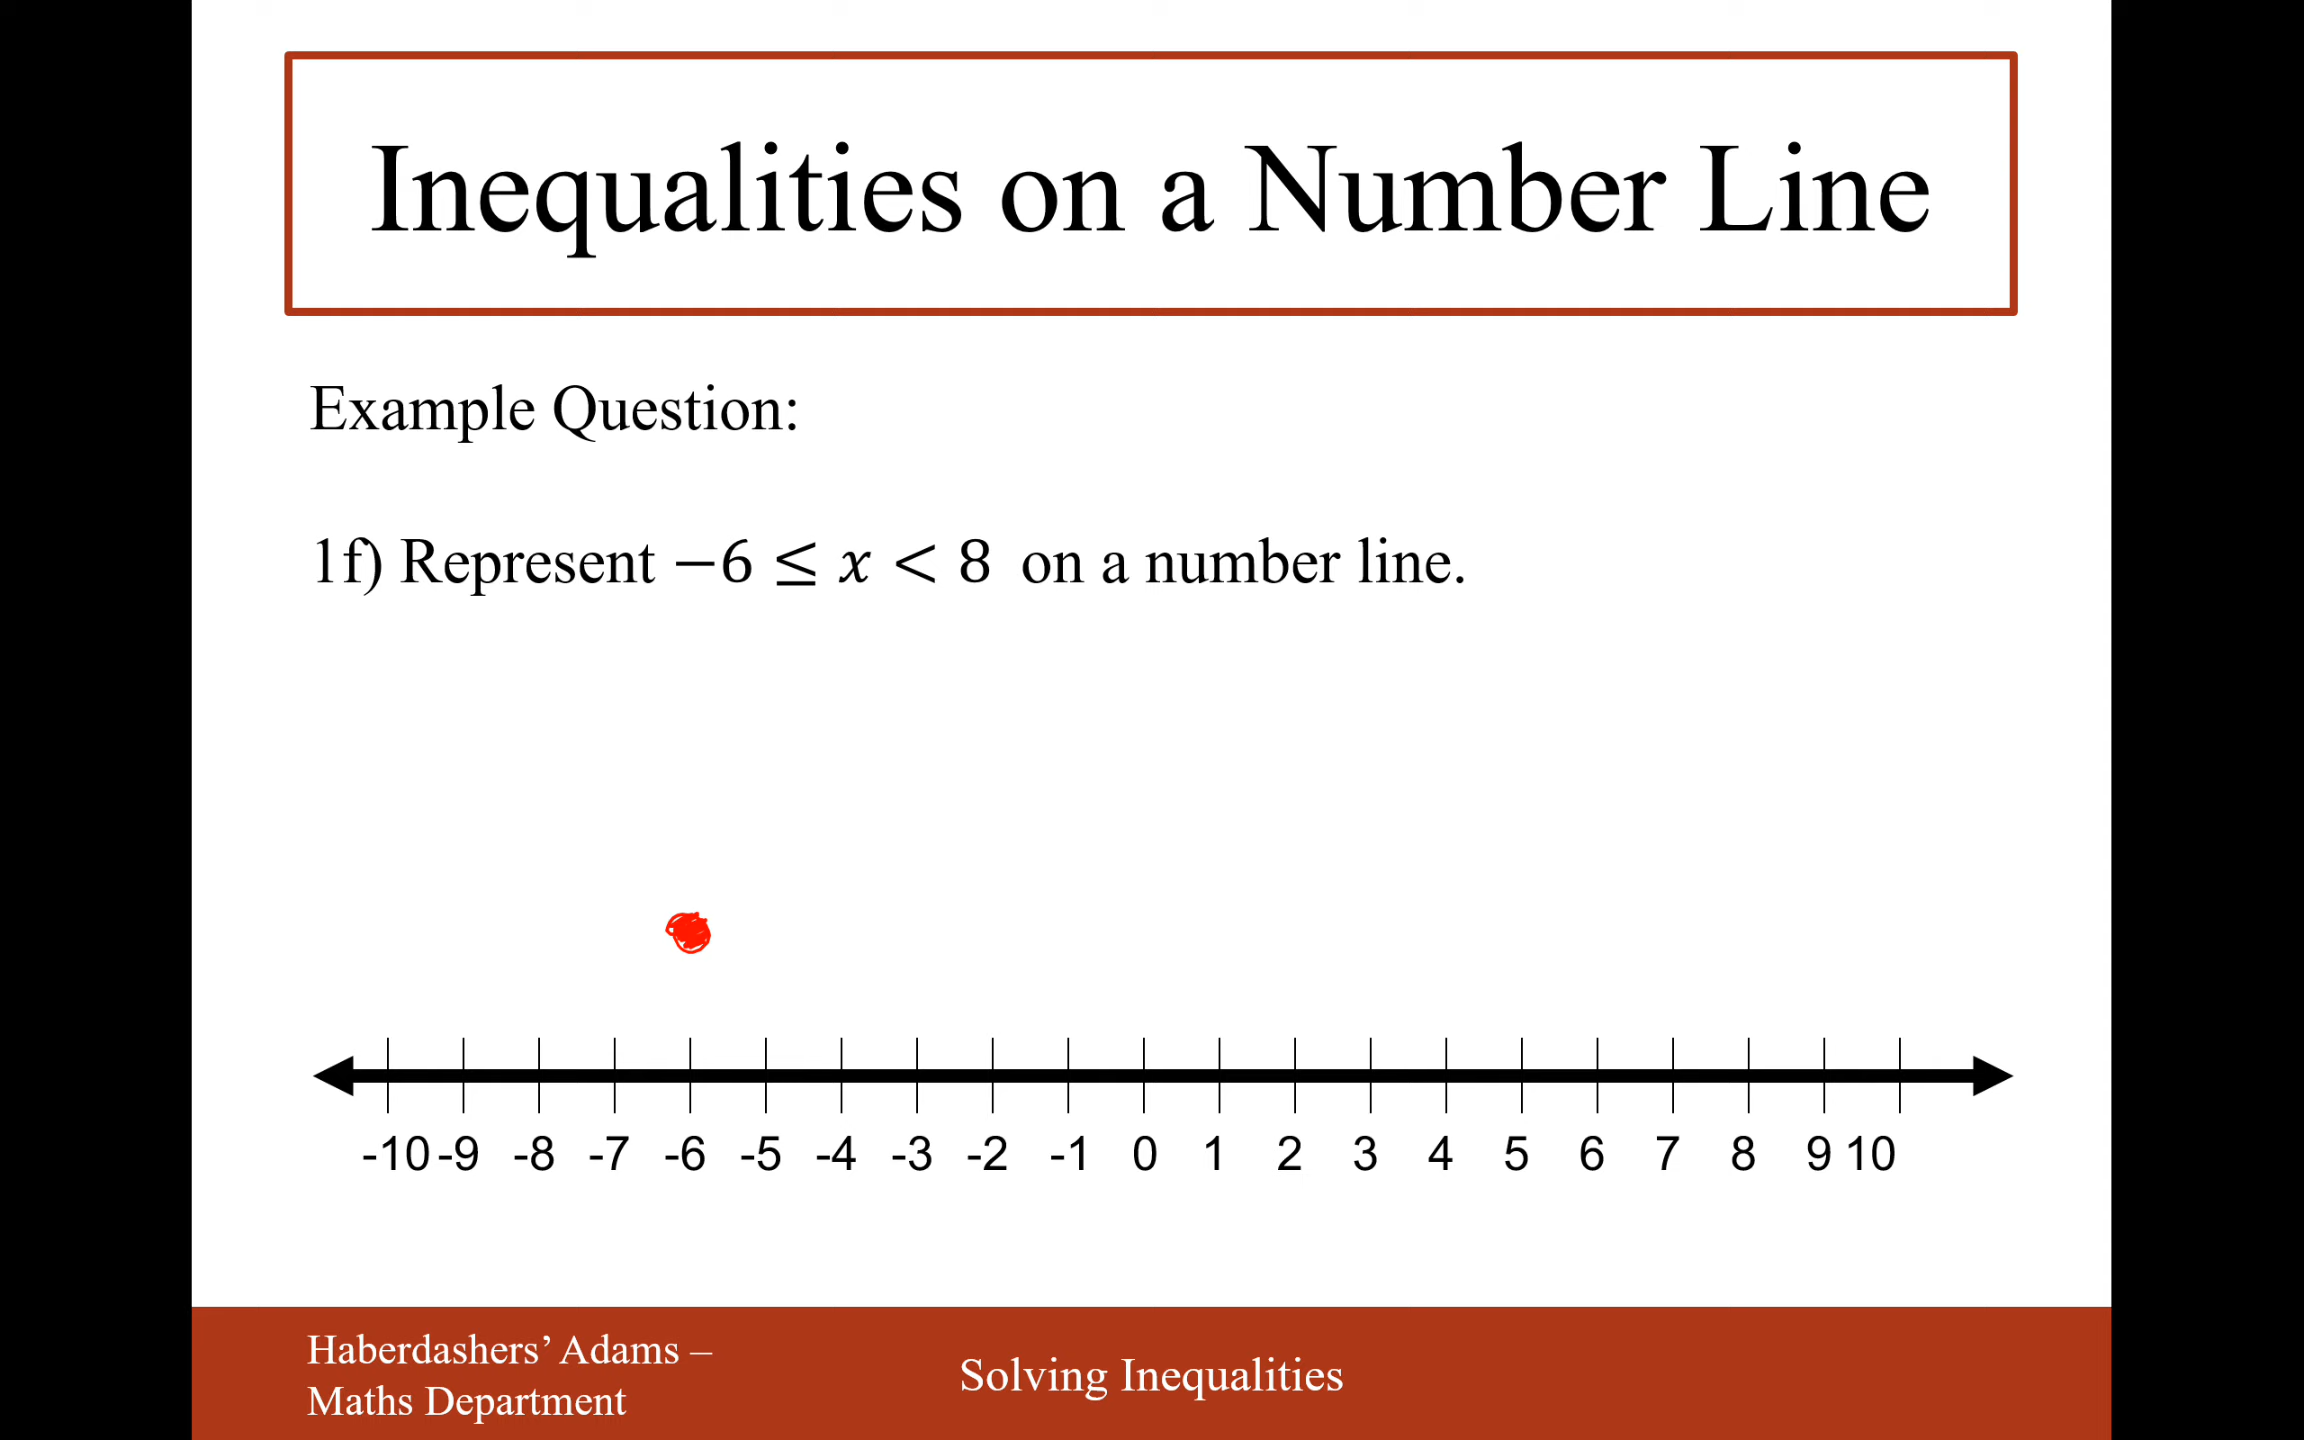 Inequalities on a Number Line
Example Question:
1f) Represent −6 ≤ x < 8 on a number line.
-10 -9 -8 -7 -6 -5 -4 -3 -2 -1 0 1 2 3 4 5 6 7 8 9 10
Haberdashers’ Adams –
Maths Department
Solving Inequalities